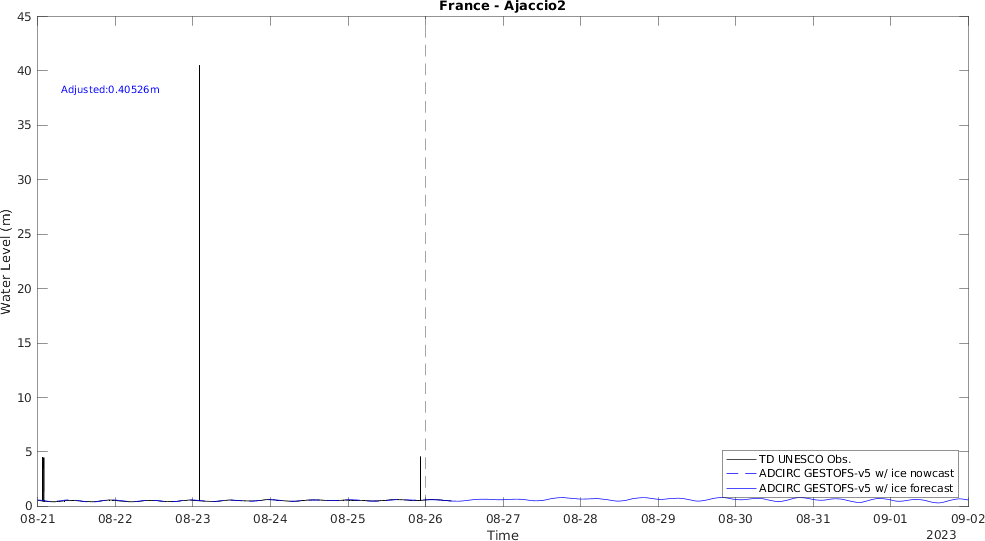 France - Ajaccio2
45
40
35
30
25
20
15
10
5
0
Water Level (m)
Adjusted:0.40526m
TD UNESCO Obs.
ADCIRC GESTOFS-v5 w/ ice nowcast
ADCIRC GESTOFS-v5 w/ ice forecast
08-21 08-22 08-23 08-24 08-25 08-26 08-27 08-28 08-29 08-30 08-31 09-01 09-02
Time
2023